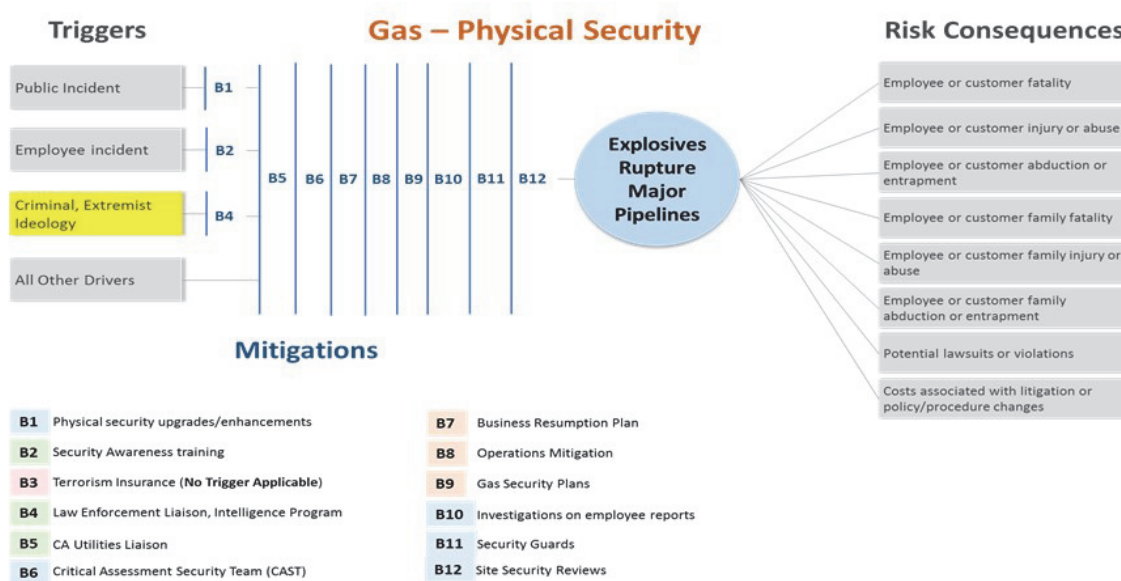 Triggers
Gas – Physical Security
Risk Consequences
Public Incident
B1
Employee incident
B2
Criminal, Extremist
Ideology
B4
All Other Drivers
B5
B6
B7
B8
B9
B10
B11
B12
Explosives
Rupture
Major
Pipelines
Employee or customer fatality
Employee or customer injury or abuse
Employee or customer abduction or
entrapment
Employee or customer family fatality
Employee or customer family injury or
abuse
Employee or customer family
abduction or entrapment
Potential lawsuits or violations
Costs associated with litigation or
policy/procedure changes
Mitigations
B1 Physical security upgrades/enhancements
B2 Security Awareness training
B3 Terrorism Insurance (No Trigger Applicable)
B4 Law Enforcement Liaison, Intelligence Program
B5 CA Utilities Liaison
B6 Critical Assessment Security Team (CAST)
B7 Business Resumption Plan
B8 Operations Mitigation
B9 Gas Security Plans
B10 Investigations on employee reports
B11 Security Guards
B12 Site Security Reviews